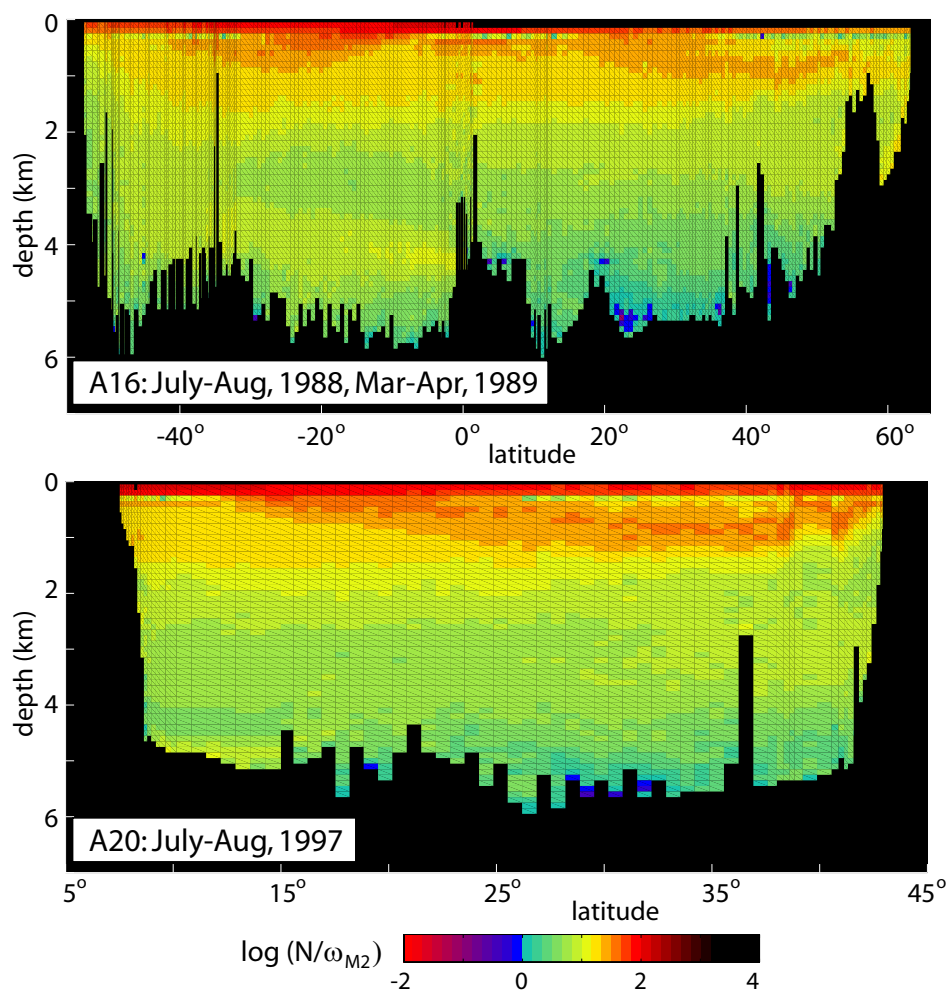 0
2
4
6
depth (km)
A16: July-Aug, 1988, Mar-Apr, 1989
-40° -20° 0° 20° 40° 60°
latitude
0
2
4
6
depth (km)
A20: July-Aug, 1997
5° 15° 25° 35° 45°
latitude
log (N/ω_M2)
-2 0 2 4